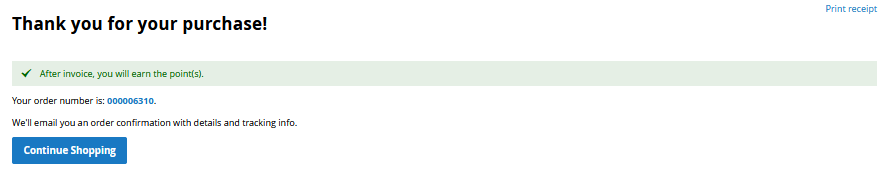 Print receipt
Thank you for your purchase!
After invoice, you will earn the point(s).
Your order number is: 000006310.
We'll email you an order confirmation with details and tracking info.
Continue Shopping